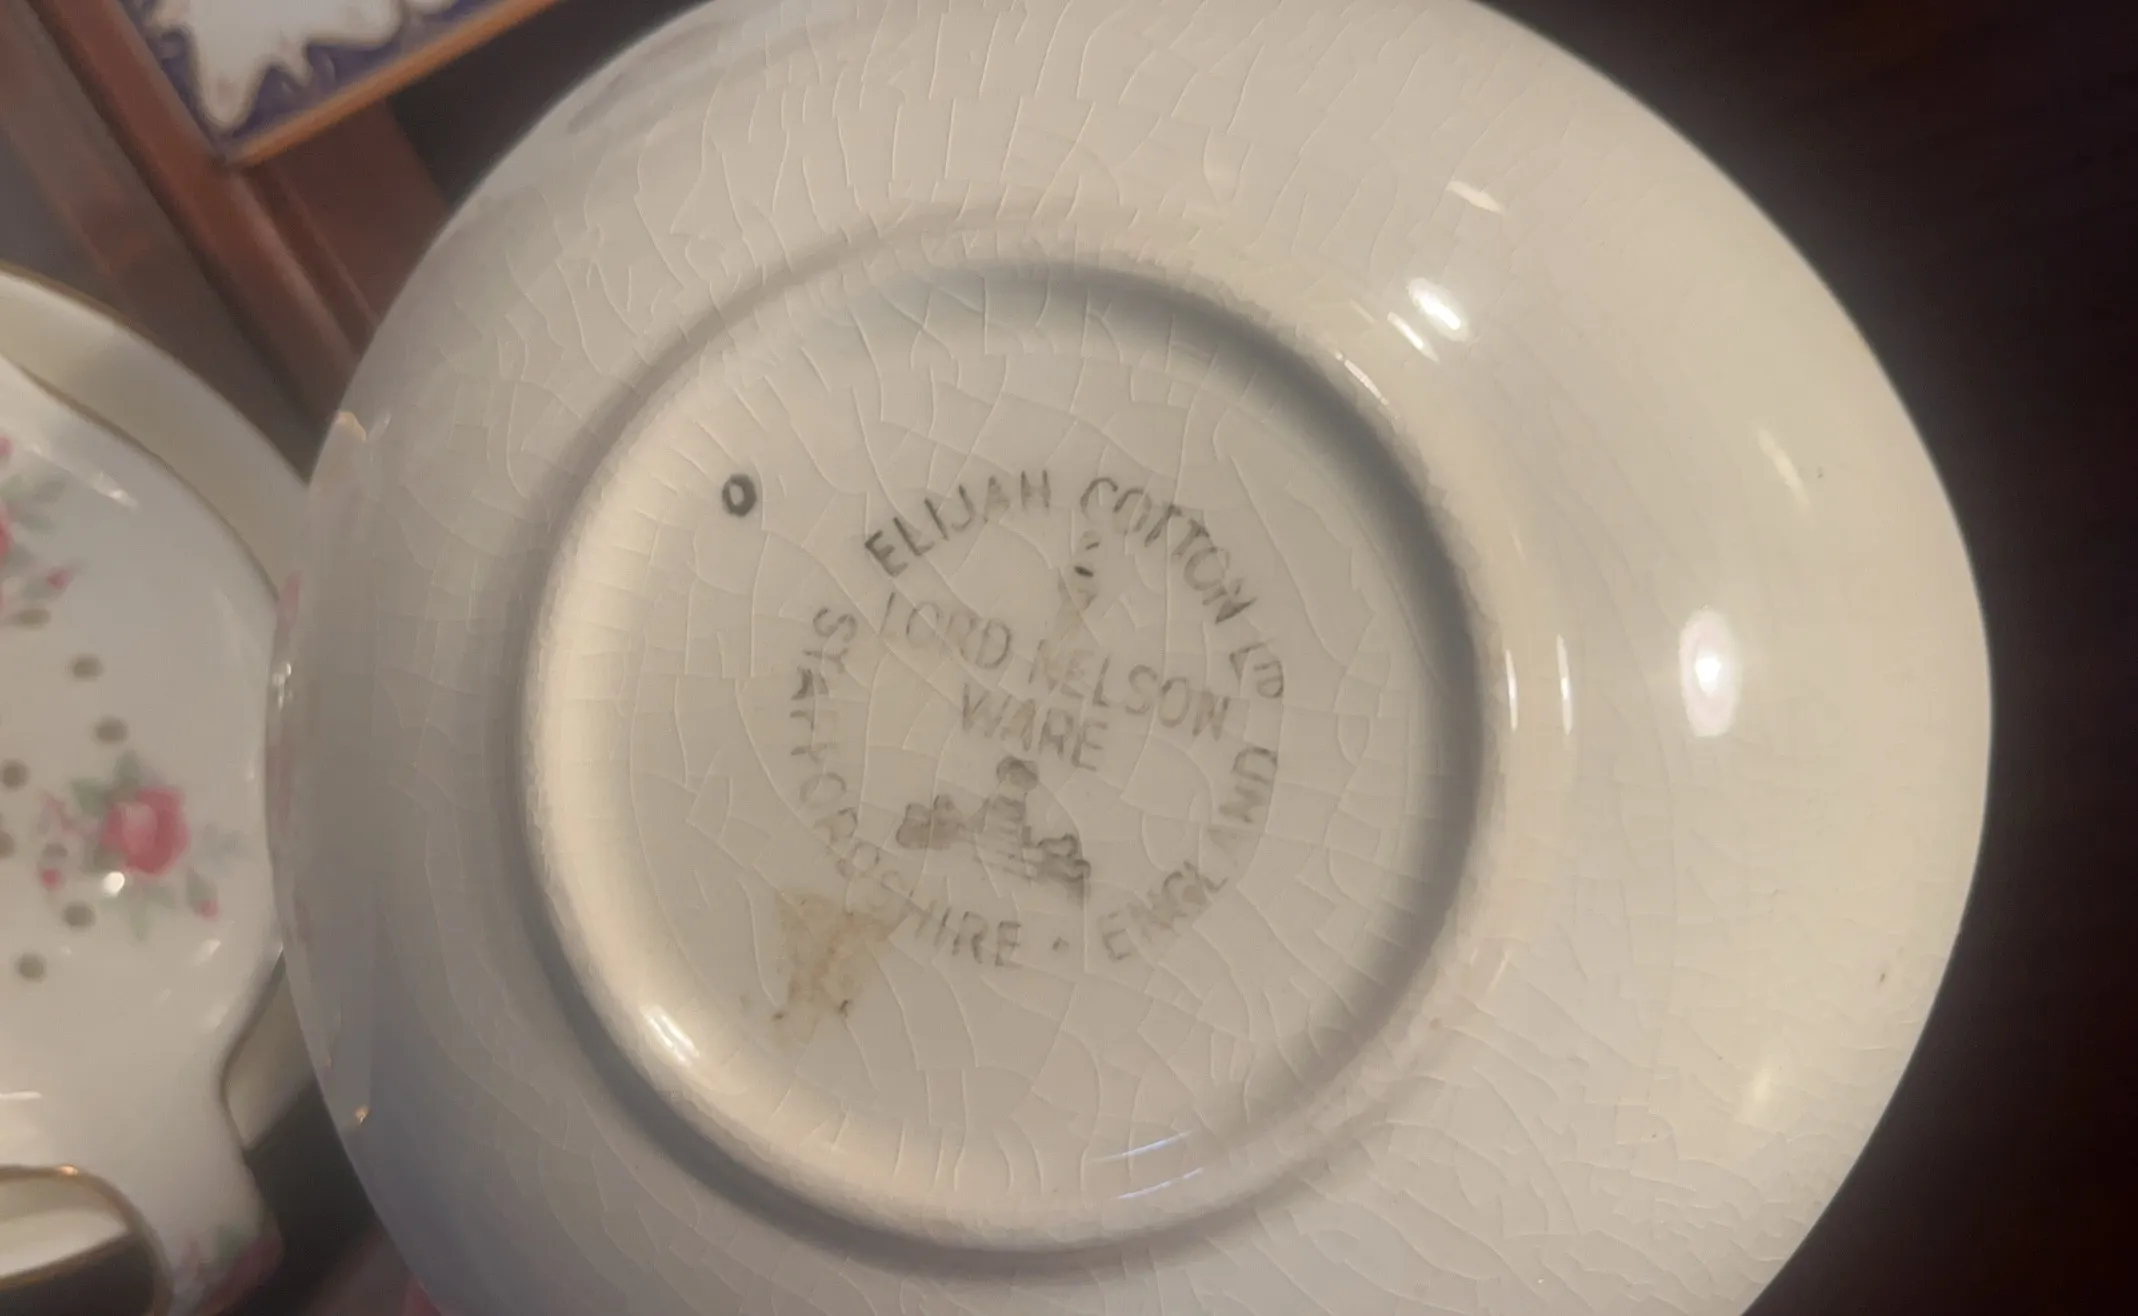 O
ELIJAH COTTON LTD
LORD NELSON
WARE
STAFFORDSHIRE · ENGLAND